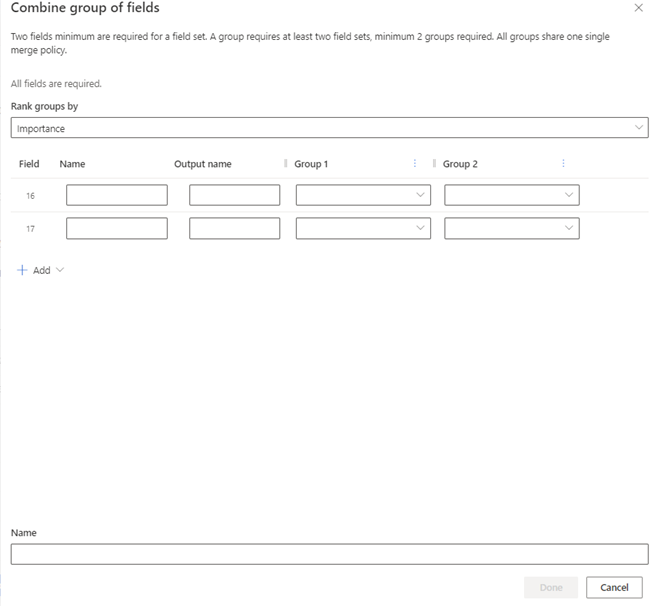 Combine group of fields
Two fields minimum are required for a field set. A group requires at least two field sets, minimum 2 groups required. All groups share one single
merge policy.
All fields are required.
Rank groups by
Importance
Field Name Output name Group 1 Group 2
16
17
Add
Name
Done Cancel